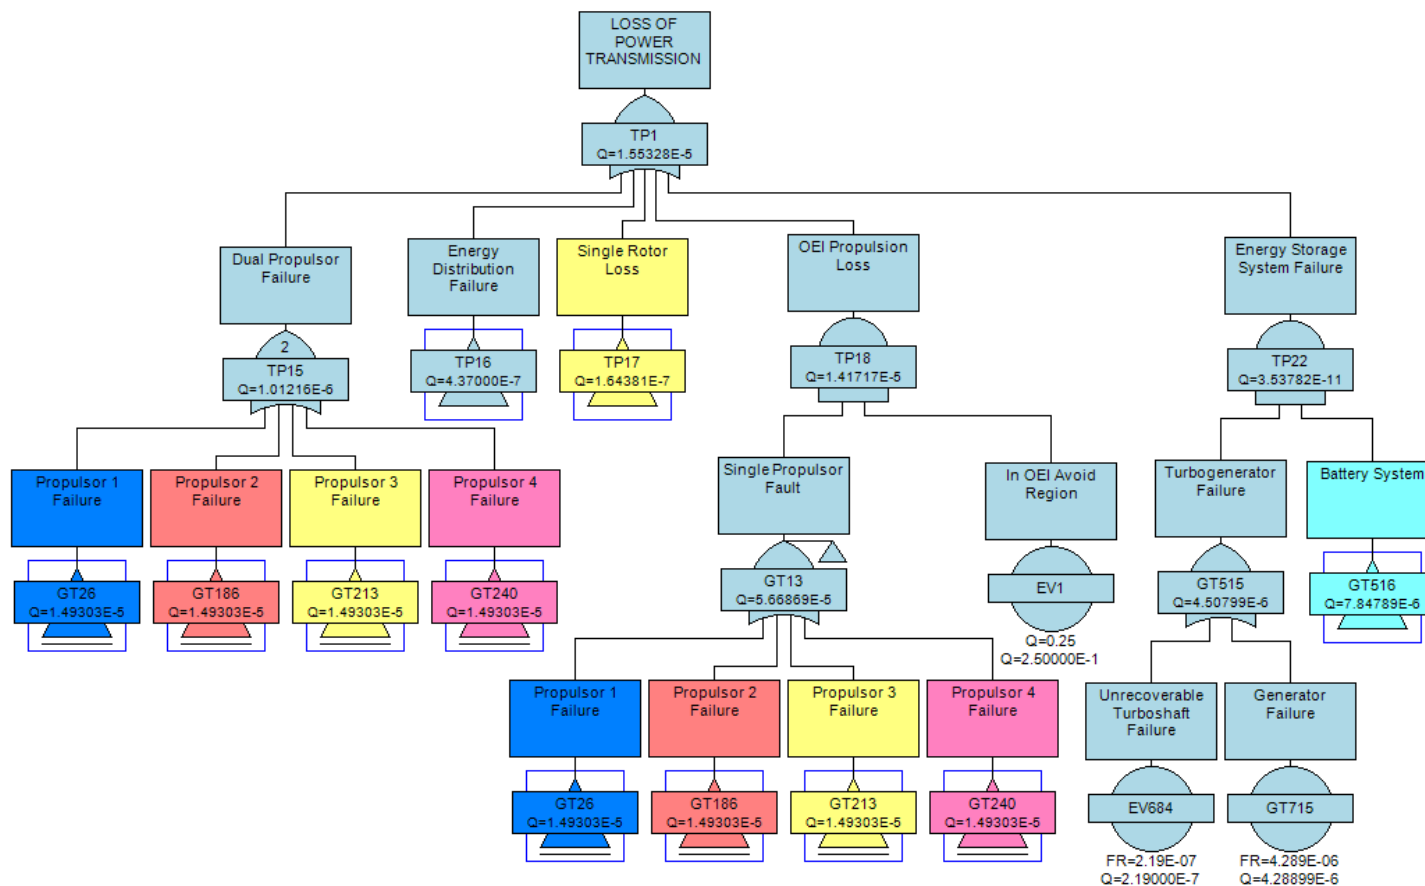 LOSS OF
POWER
TRANSMISSION
TP1
Q=1.55328E-5
Dual Propulsor
Failure
2
TP15
Q=1.01216E-6
Energy
Distribution
Failure
TP16
Q=4.37000E-7
Single Rotor
Loss
TP17
Q=1.64381E-7
OEI Propulsion
Loss
TP18
Q=1.41717E-5
Energy Storage
System Failure
TP22
Q=3.53782E-11
Propulsor 1
Failure
GT26
Q=1.49303E-5
Propulsor 2
Failure
GT186
Q=1.49303E-5
Propulsor 3
Failure
GT213
Q=1.49303E-5
Propulsor 4
Failure
GT240
Q=1.49303E-5
Single Propulsor
Fault
GT13
Q=5.66869E-5
In OEI Avoid
Region
EV1
Q=0.25
Q=2.50000E-1
Turbogenerator
Failure
GT515
Q=4.50799E-6
Battery System
GT516
Q=7.84789E-6
Propulsor 1
Failure
GT26
Q=1.49303E-5
Propulsor 2
Failure
GT186
Q=1.49303E-5
Propulsor 3
Failure
GT213
Q=1.49303E-5
Propulsor 4
Failure
GT240
Q=1.49303E-5
Unrecoverable
Turboshaft
Failure
EV684
FR=2.19E-07
Q=2.19000E-7
Generator
Failure
GT715
FR=4.289E-06
Q=4.28899E-6